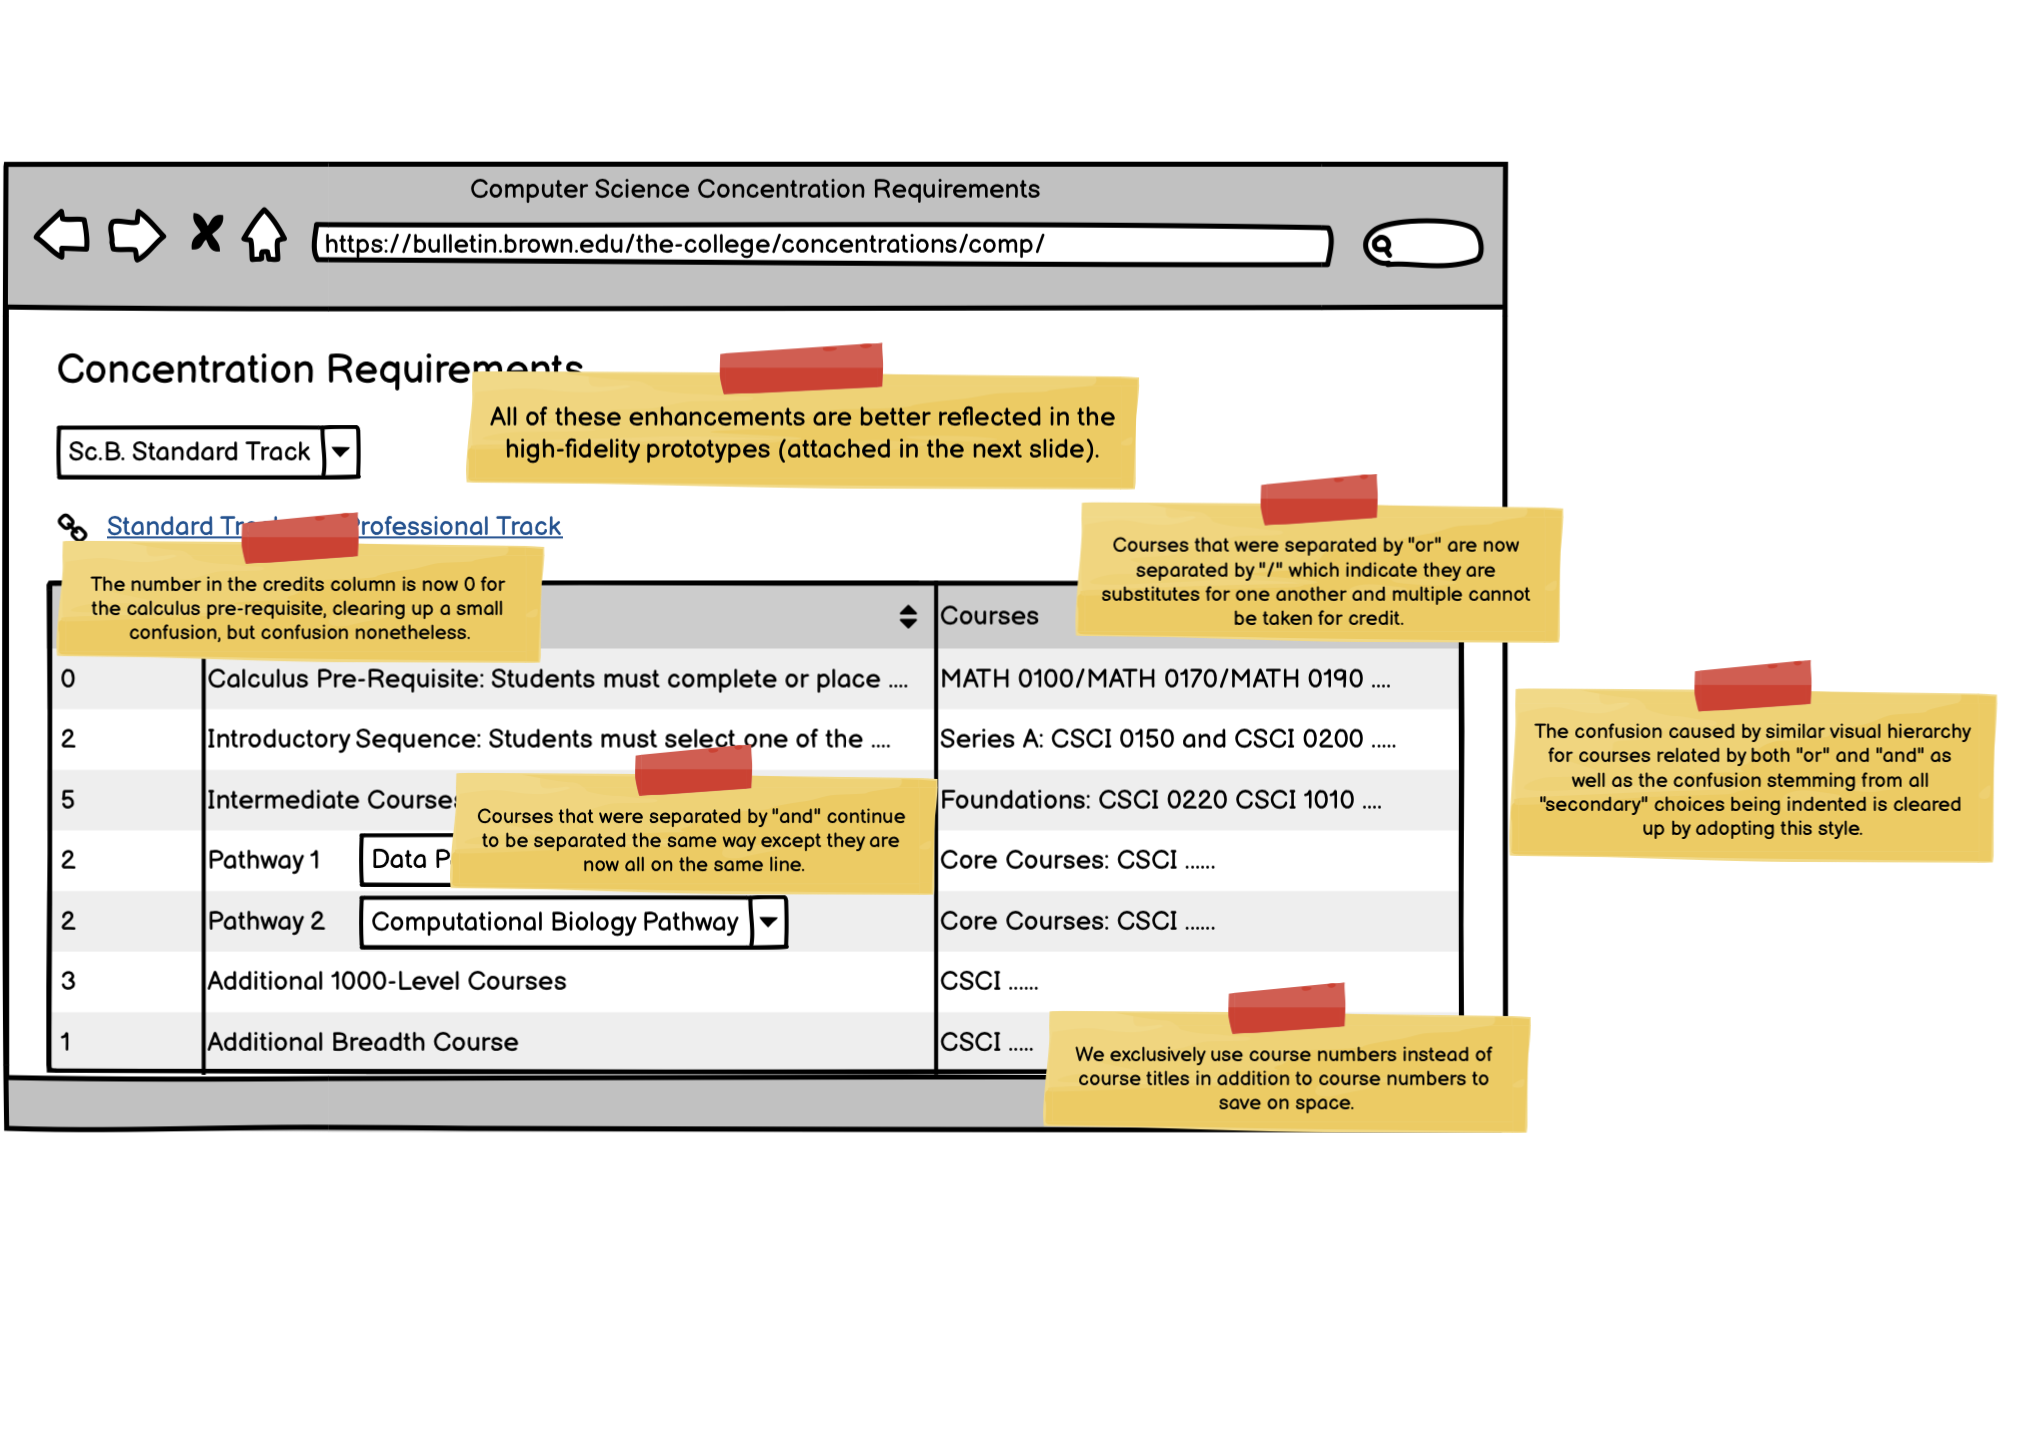 Computer Science Concentration Requirements
https://bulletin.brown.edu/the-college/concentrations/comp/
Concentration Requirements
All of these enhancements are better reflected in the
high-fidelity prototypes (attached in the next slide).
Sc.B. Standard Track
Standard Professional Track
Courses that were separated by "or" are now
separated by "/" which indicate they are
substitutes for one another and multiple cannot
be taken for credit.
The number in the credits column is now 0 for
the calculus pre-requisite, clearing up a small
confusion, but confusion nonetheless.
Courses
0 Calculus Pre-Requisite: Students must complete or place .... MATH 0100/MATH 0170/MATH 0190 ....
2 Introductory Sequence: Students must select one of the .... Series A: CSCI 0150 and CSCI 0200 .....
The confusion caused by similar visual hierarchy
for courses related by both "or" and "and" as
well as the confusion stemming from all
"secondary" choices being indented is cleared
up by adopting this style.
5 Intermediate Courses Foundations: CSCI 0220 CSCI 1010 ....
Courses that were separated by "and" continue
to be separated the same way except they are
now all on the same line.
2 Pathway 1 Data Core Courses: CSCI ......
2 Pathway 2 Computational Biology Pathway Core Courses: CSCI ......
3 Additional 1000-Level Courses CSCI ......
1 Additional Breadth Course CSCI .....
We exclusively use course numbers instead of
course titles in addition to course numbers to
save on space.